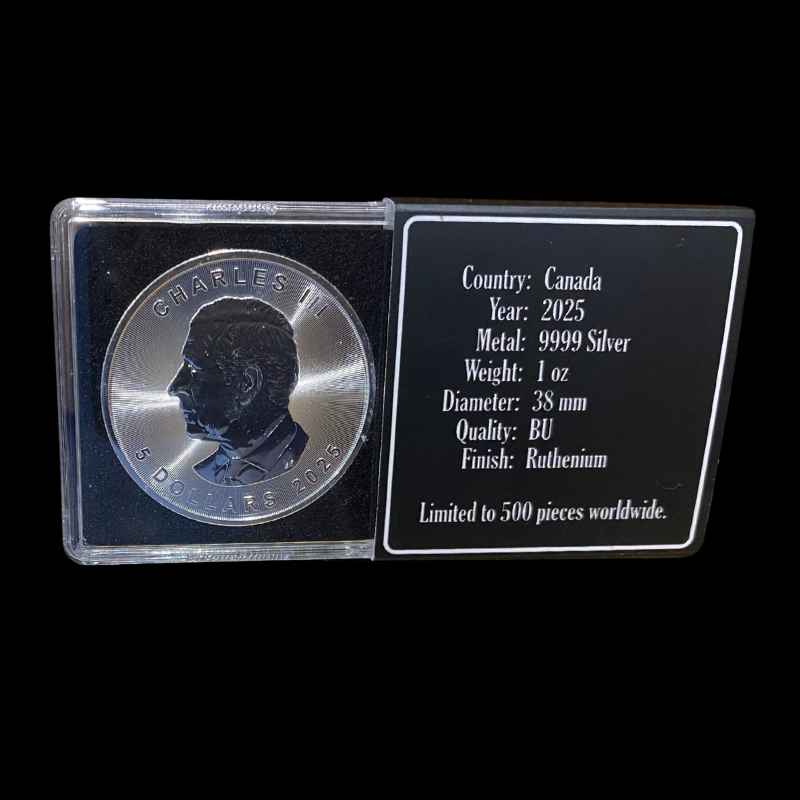 CHARLES III
5 DOLLARS 2025
Country: Canada
Year: 2025
Metal: 9999 Silver
Weight: 1 oz
Diameter: 38 mm
Quality: BU
Finish: Ruthenium
Limited to 500 pieces worldwide.